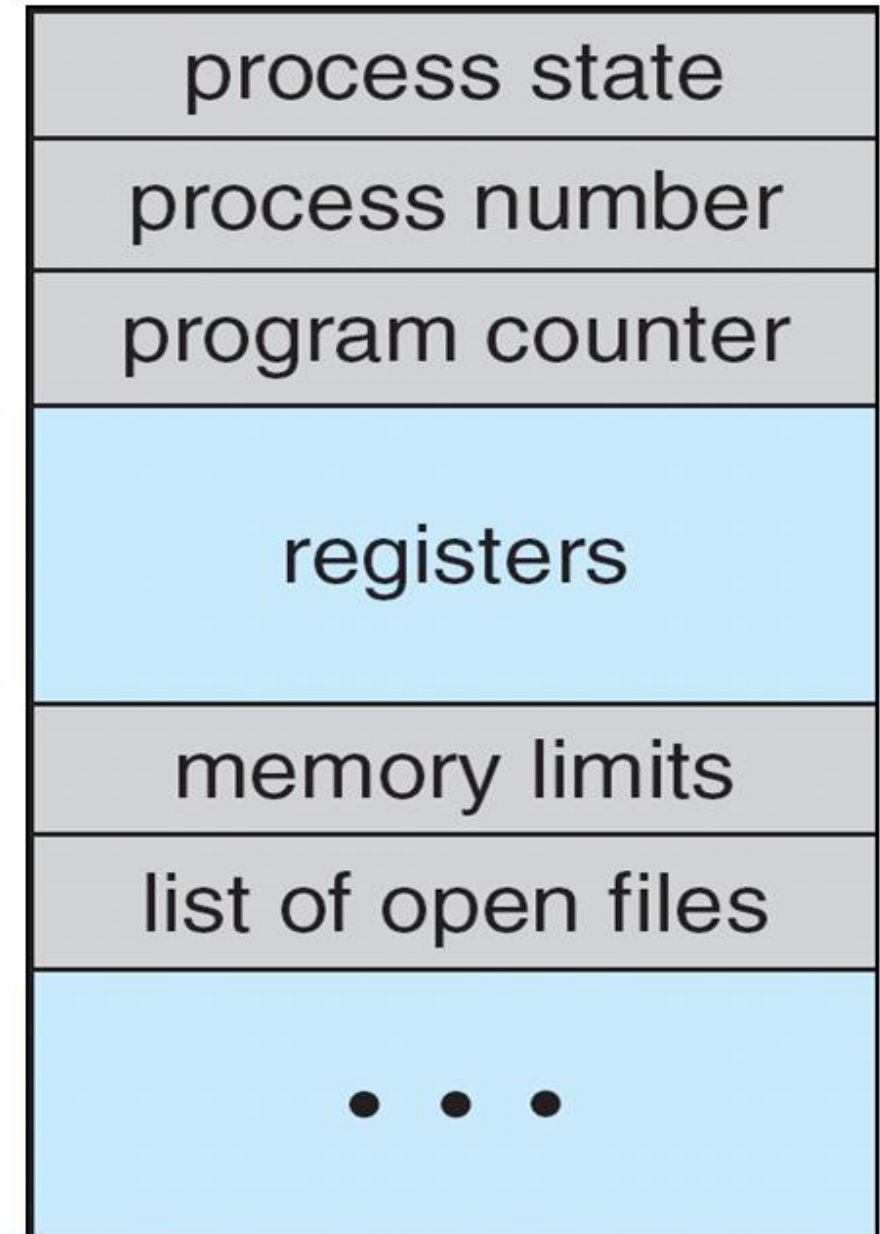 process state
process number
program counter
registers
memory limits
list of open files
• • •